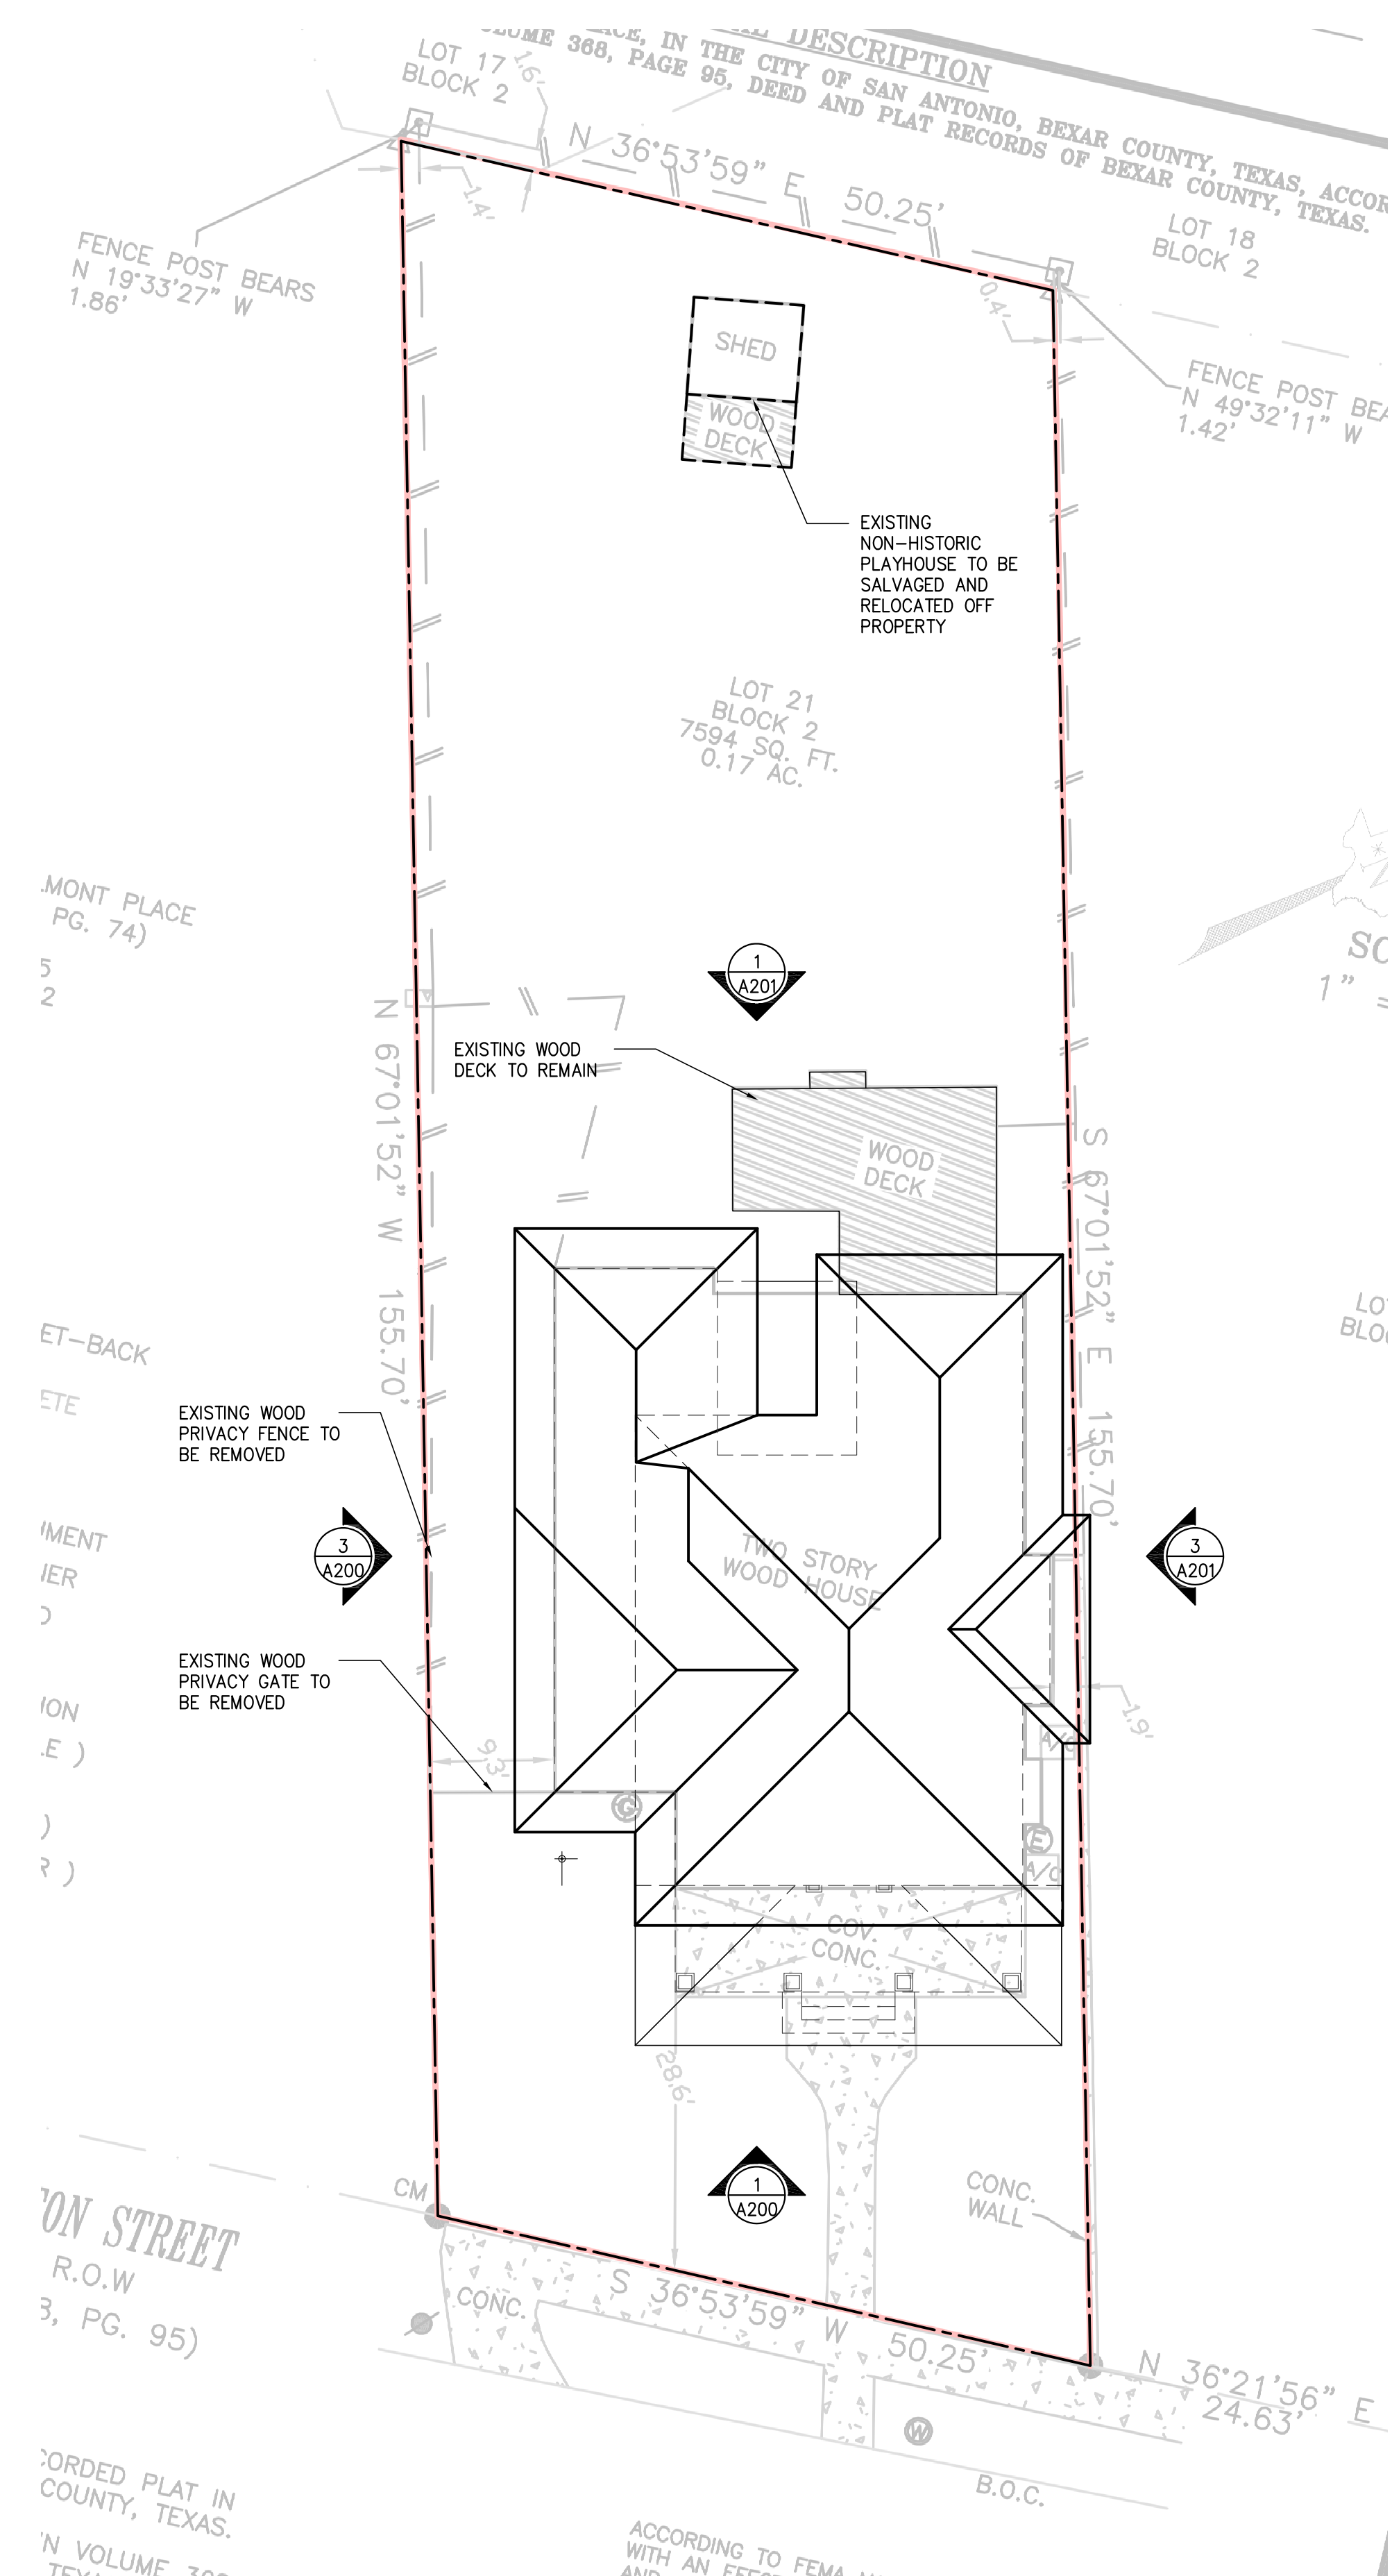 LOT 17
BLOCK 2
1.6'
DESCRIPTION
IN THE CITY OF SAN ANTONIO, BEXAR COUNTY, TEXAS,
368, PAGE 95, DEED AND PLAT RECORDS OF BEXAR COUNTY, TEXAS.
N 36°53'59" E 50.25'
1.4'
LOT 18
BLOCK 2
FENCE POST BEARS
N 19°33'27" W
1.86'
0.4'
SHED
WOOD
DECK
FENCE POST
N 49°32'11" W
1.42'
EXISTING
NON-HISTORIC
PLAYHOUSE TO BE
SALVAGED AND
RELOCATED OFF
PROPERTY
LOT 21
BLOCK 2
7594 SQ. FT.
0.17 AC.
MONT PLACE
PG. 74)
5
2
1" =
1
A201
N 67°01'52" W 155.70'
EXISTING WOOD
DECK TO REMAIN
WOOD
DECK
S 67°01'52" E 155.70'
ET-BACK
ETE
EXISTING WOOD
PRIVACY FENCE TO
BE REMOVED
3
A200
TWO STORY
WOOD HOUSE
3
A201
EXISTING WOOD
PRIVACY GATE TO
BE REMOVED
9.3'
1.9'
A/C
G
E
A/C
COV.
CONC.
28.6'
1
A200
CONC.
WALL
CM
STREET
R.O.W
PG. 95)
CONC.
S 36°53'59" W 50.25'
N 36°21'56" E
24.63'
W
B.O.C.
CORDED PLAT IN
COUNTY, TEXAS.
VOLUME
ACCORDING TO FEMA
WITH AN